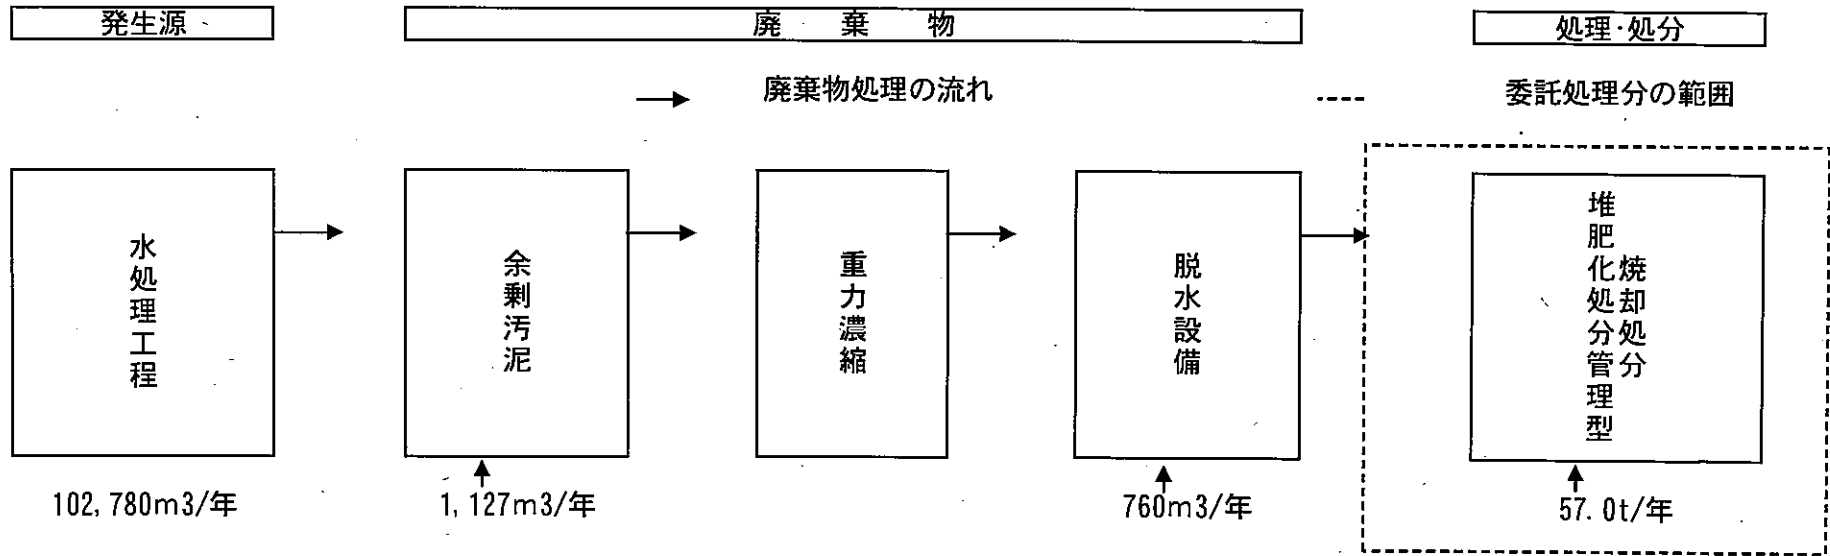 発生源
廃棄物
処理・処分
廃棄物処理の流れ
委託処理分の範囲
水処理工程
余剰汚泥
重力濃縮
脱水設備
焼却処分
堆肥化処分管理型
102,780m3/年
1,127m3/年
760m3/年
57.0t/年